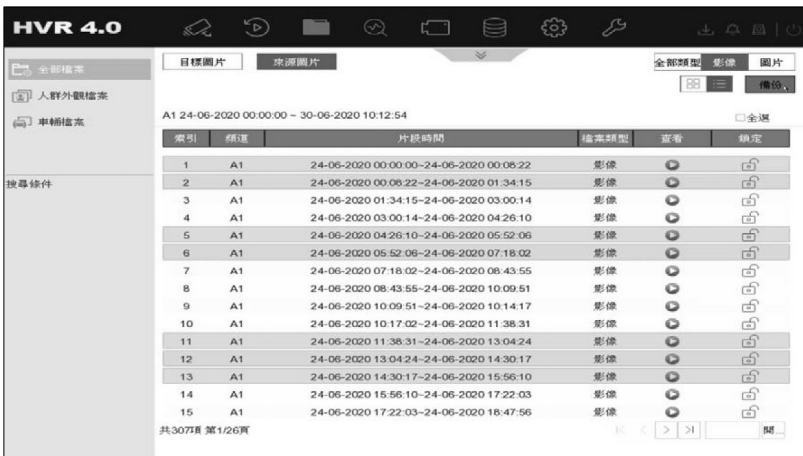 HVR 4.0
全部檔案
人群外觀檔案
車輛檔案
搜尋條件
目標圖片 來源圖片 全部類型 影像 圖片
備份
A1 24-06-2020 00:00:00 ~ 30-06-2020 10:12:54 全選
索引 頻道 片段時間 檔案類型 查看 鎖定
1 A1 24-06-2020 00:00:00~24-06-2020 00:08:22 影像
2 A1 24-06-2020 00:08:22~24-06-2020 01:34:15 影像
3 A1 24-06-2020 01:34:15~24-06-2020 03:00:14 影像
4 A1 24-06-2020 03:00:14~24-06-2020 04:26:10 影像
5 A1 24-06-2020 04:26:10~24-06-2020 05:52:06 影像
6 A1 24-06-2020 05:52:06~24-06-2020 07:18:02 影像
7 A1 24-06-2020 07:18:02~24-06-2020 08:43:55 影像
8 A1 24-06-2020 08:43:55~24-06-2020 10:09:51 影像
9 A1 24-06-2020 10:09:51~24-06-2020 10:14:17 影像
10 A1 24-06-2020 10:17:02~24-06-2020 11:38:31 影像
11 A1 24-06-2020 11:38:31~24-06-2020 13:04:24 影像
12 A1 24-06-2020 13:04:24~24-06-2020 14:30:17 影像
13 A1 24-06-2020 14:30:17~24-06-2020 15:56:10 影像
14 A1 24-06-2020 15:56:10~24-06-2020 17:22:03 影像
15 A1 24-06-2020 17:22:03~24-06-2020 18:47:56 影像
共307項 第1/26頁